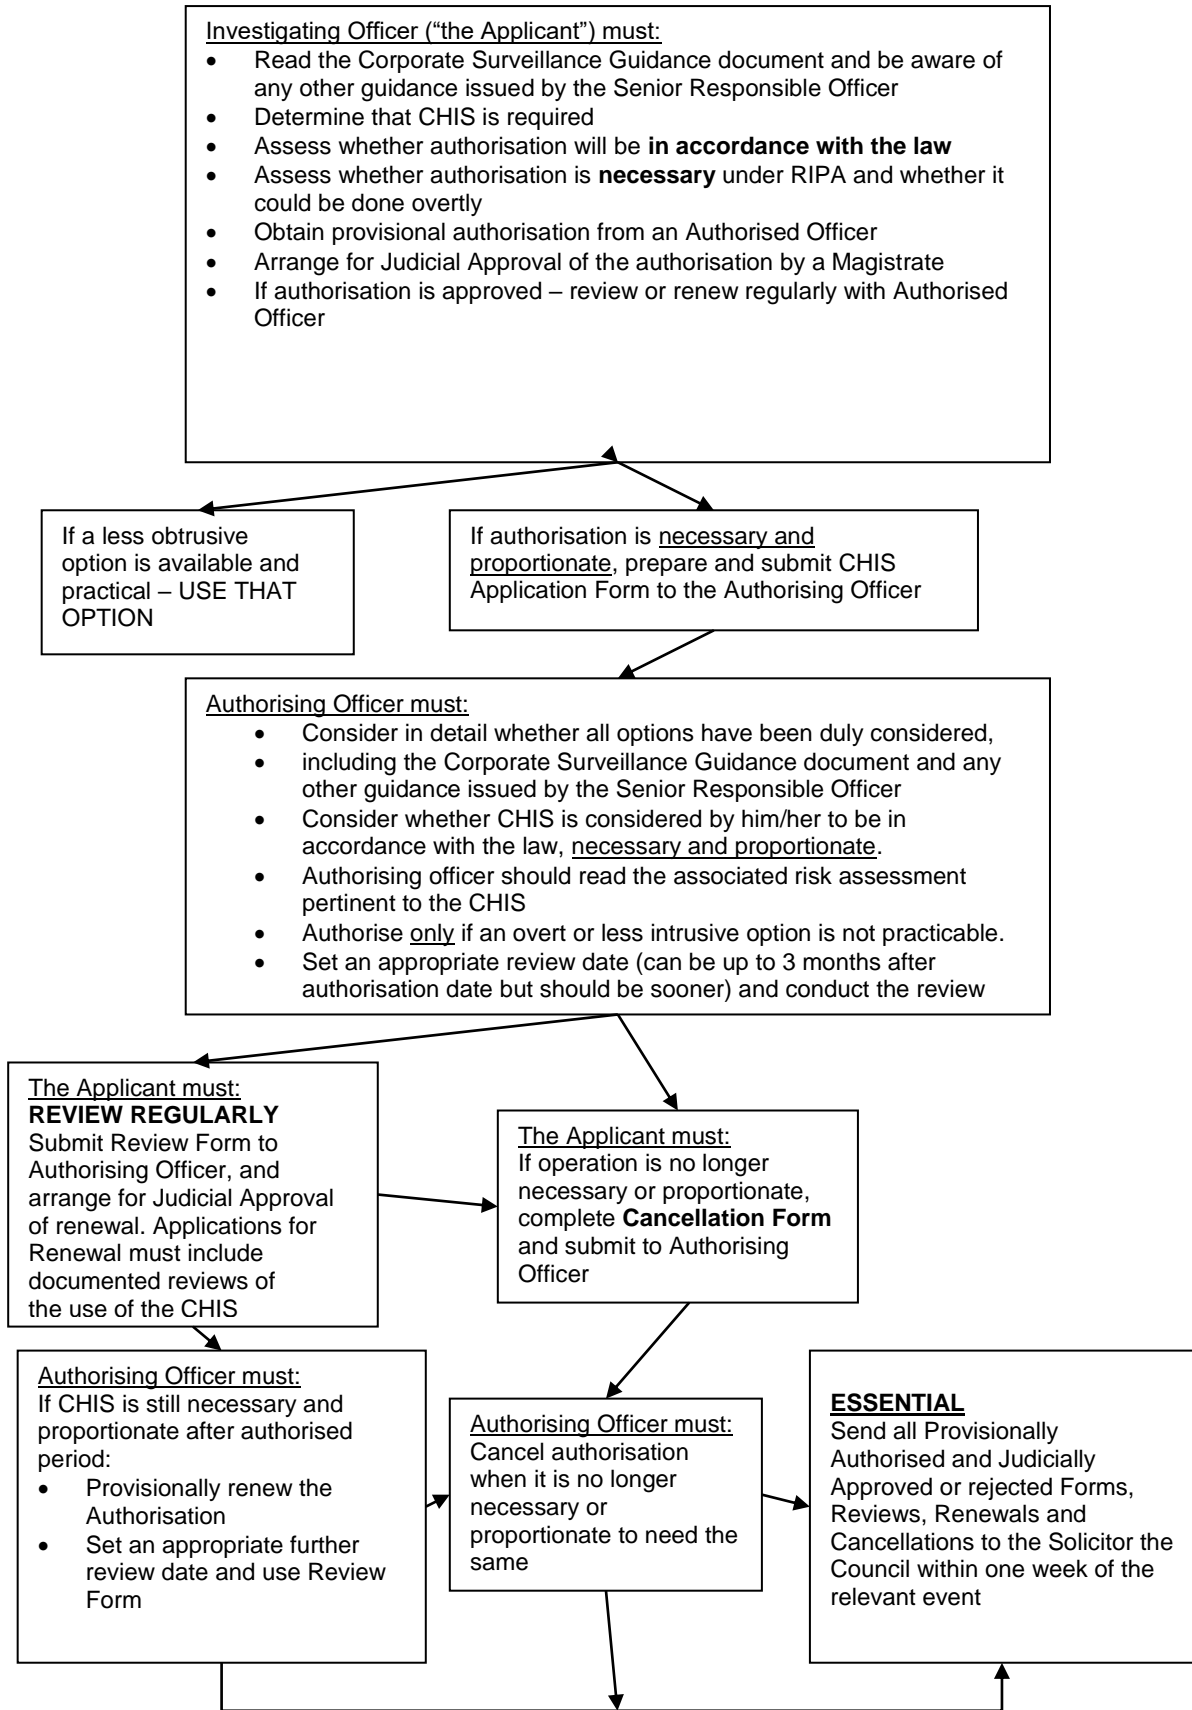 Investigating Officer (“the Applicant”) must:
• Read the Corporate Surveillance Guidance document and be aware of
any other guidance issued by the Senior Responsible Officer
• Determine that CHIS is required
• Assess whether authorisation will be in accordance with the law
• Assess whether authorisation is necessary under RIPA and whether it
could be done overtly
• Obtain provisional authorisation from an Authorised Officer
• Arrange for Judicial Approval of the authorisation by a Magistrate
• If authorisation is approved – review or renew regularly with Authorised
Officer
If a less obtrusive
option is available and
practical – USE THAT
OPTION
If authorisation is necessary and
proportionate, prepare and submit CHIS
Application Form to the Authorising Officer
Authorising Officer must:
• Consider in detail whether all options have been duly considered,
• including the Corporate Surveillance Guidance document and any
other guidance issued by the Senior Responsible Officer
• Consider whether CHIS is considered by him/her to be in
accordance with the law, necessary and proportionate.
• Authorising officer should read the associated risk assessment
pertinent to the CHIS
• Authorise only if an overt or less intrusive option is not practicable.
• Set an appropriate review date (can be up to 3 months after
authorisation date but should be sooner) and conduct the review
The Applicant must:
REVIEW REGULARLY
Submit Review Form to
Authorising Officer, and
arrange for Judicial Approval
of renewal. Applications for
Renewal must include
documented reviews of
the use of the CHIS
The Applicant must:
If operation is no longer
necessary or proportionate,
complete Cancellation Form
and submit to Authorising
Officer
Authorising Officer must:
If CHIS is still necessary and
proportionate after authorised
period:
• Provisionally renew the
Authorisation
• Set an appropriate further
review date and use Review
Form
Authorising Officer must:
Cancel authorisation
when it is no longer
necessary or
proportionate to need the
same
ESSENTIAL
Send all Provisionally
Authorised and Judicially
Approved or rejected Forms,
Reviews, Renewals and
Cancellations to the Solicitor the
Council within one week of the
relevant event